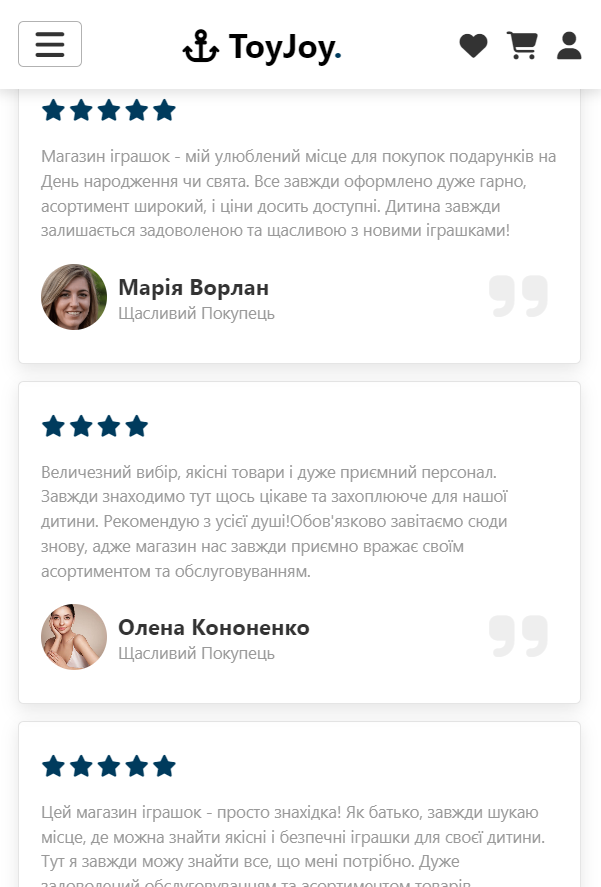 ToyJoy.
Магазин іграшок - мій улюблений місце для покупок подарунків на
День народження чи свята. Все завжди оформлено дуже гарно,
асортимент широкий, і ціни досить доступні. Дитина завжди
залишається задоволеною та щасливою з новими іграшками!
Марія Ворлан
Щасливий Покупець
Величезний вибір, якісні товари і дуже приємний персонал.
Завжди знаходимо тут щось цікаве та захоплююче для нашої
дитини. Рекомендую з усієї душі!Обов'язково завітаємо сюди
знову, адже магазин нас завжди приємно вражає своїм
асортиментом та обслуговуванням.
Олена Кононенко
Щасливий Покупець
Цей магазин іграшок - просто знахідка! Як батько, завжди шукаю
місце, де можна знайти якісні і безпечні іграшки для своєї дитини.
Тут я завжди можу знайти все, що мені потрібно. Дуже
задоволений обслуговуванням та асортиментом товарів